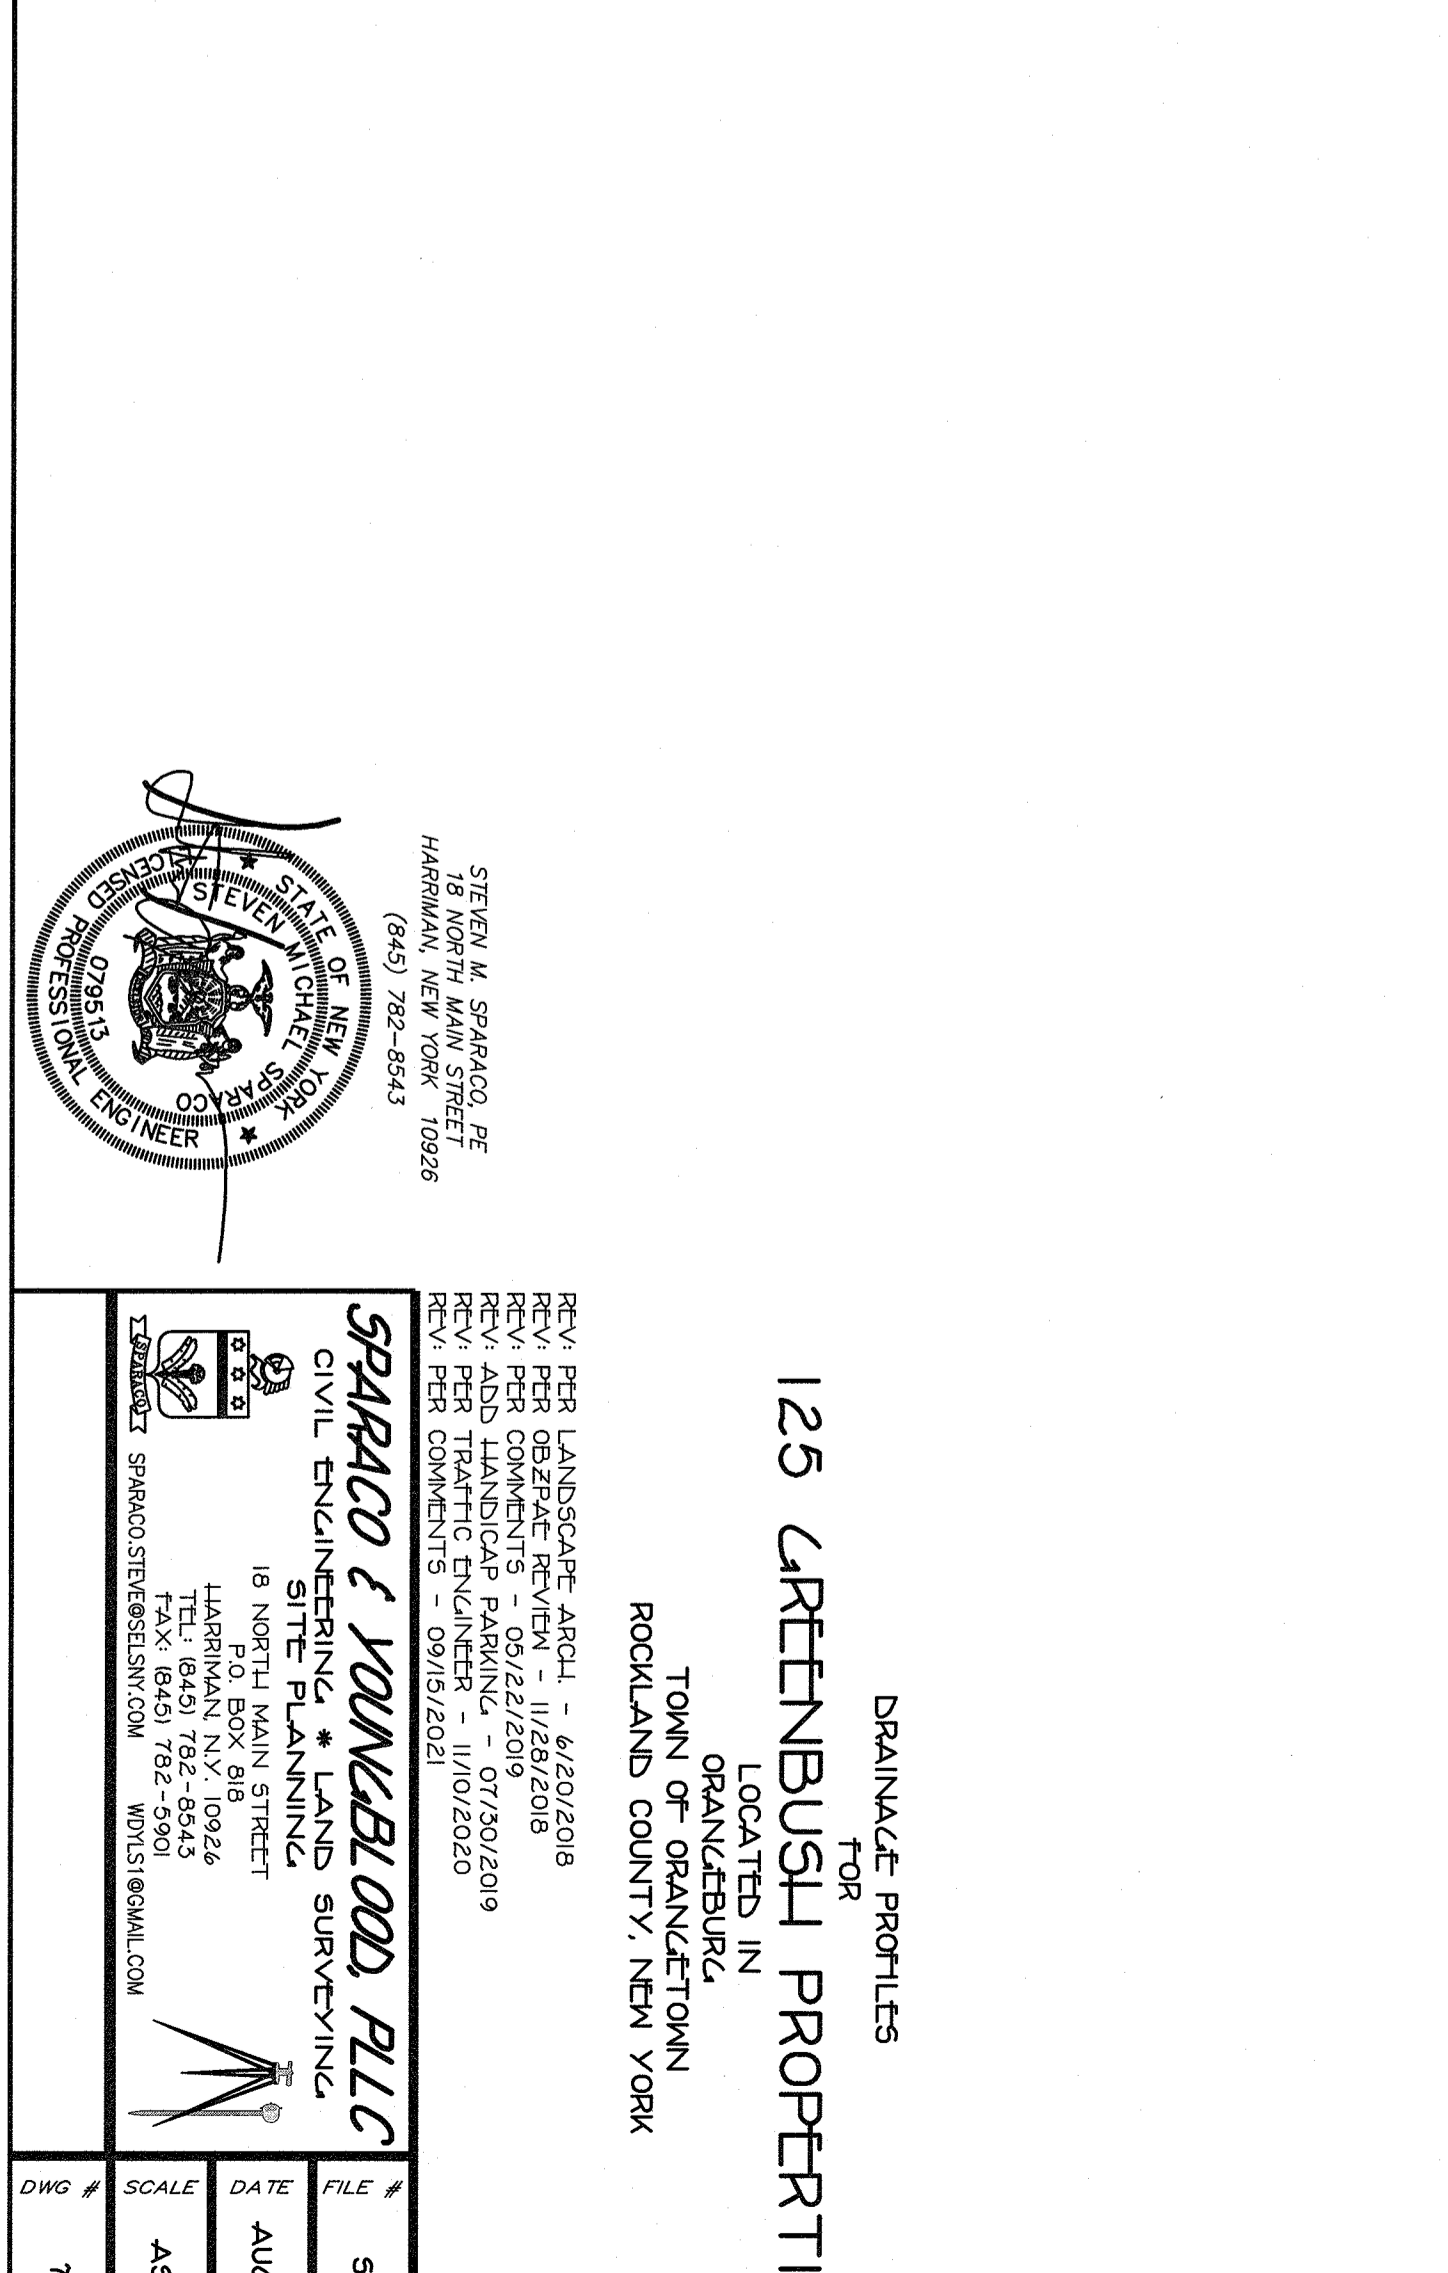 DRAINAGE PROFILES
FOR
125 GREENBUSH PROPERTI
LOCATED IN
ORANGEBURG
TOWN OF ORANGETOWN
ROCKLAND COUNTY, NEW YORK
REV: PER LANDSCAPE ARCH. - 6/20/2018
REV: PER OBZPAE REVIEW - 11/28/2018
REV: PER COMMENTS - 05/22/2019
REV: ADD HANDICAP PARKING - 07/30/2019
REV: PER TRAFFIC ENGINEER - 11/10/2020
REV: PER COMMENTS - 09/15/2021
STEVEN M. SPARACO, PE
18 NORTH MAIN STREET
HARRIMAN, NEW YORK 10926
(845) 782-8543
★ STATE OF NEW YORK ★
STEVEN MICHAEL SPARACO
079513
LICENSED PROFESSIONAL ENGINEER
SPARACO & YOUNGBLOOD, PLLC
CIVIL ENGINEERING * LAND SURVEYING
SITE PLANNING
18 NORTH MAIN STREET
P.O. BOX 818
HARRIMAN, N.Y. 10926
TEL: (845) 782-8543
FAX: (845) 782-5901
SPARACO
SPARACO.STEVE@SELSNY.COM WDYLS1@GMAIL.COM
FILE # S
DATE AUG
SCALE AS
DWG #